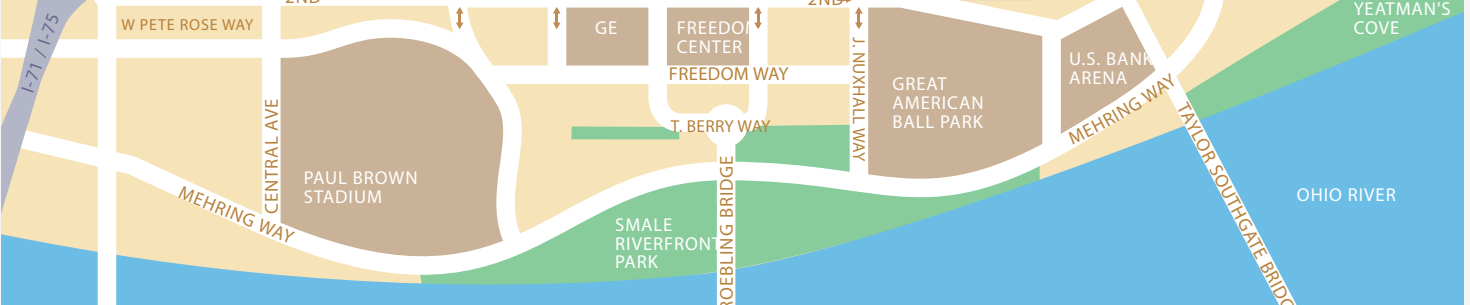 2ND
2ND
I-71 / I-75
W PETE ROSE WAY
GE
FREEDOM
CENTER
YEATMAN'S
COVE
FREEDOM WAY
J. NUXHALL WAY
U.S. BANK
ARENA
GREAT
AMERICAN
BALL PARK
CENTRAL AVE
T. BERRY WAY
MEHRING WAY
PAUL BROWN
STADIUM
MEHRING WAY
TAYLOR SOUTHGATE BRIDG
OHIO RIVER
SMALE
RIVERFRONT
PARK
ROEBLING BRIDGE